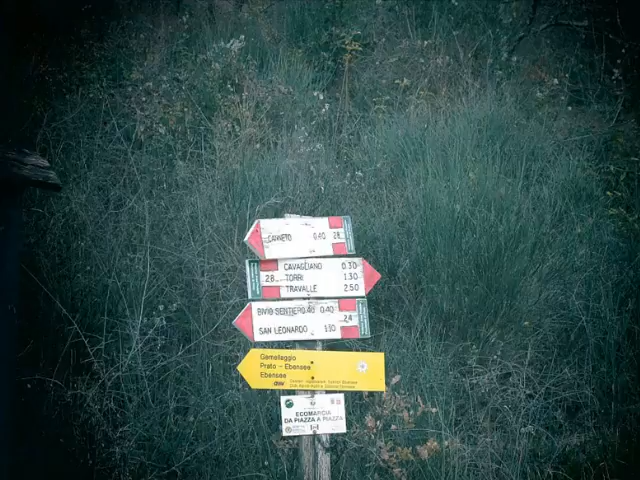 CANNETO 0.40 28
CAVAGLIANO 0.30
28 TORRI 1.30
TRAVALLE 2.50
BIVIO SENTIERO 40 0.40
24
SAN LEONARDO 1.30
Gemellaggio
Prato - Ebensee
Ebensee
ECOMARCIA
DA PIAZZA A PIAZZA